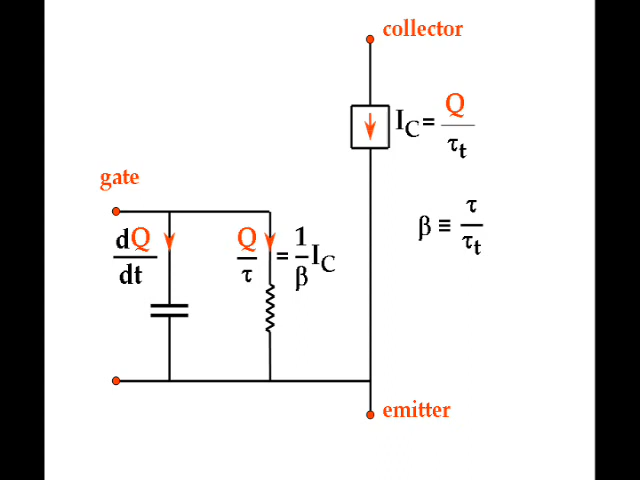 collector
I_C = Q/τ_t
gate
β ≡ τ/τ_t
dQ/dt
Q/τ = 1/β I_C
emitter